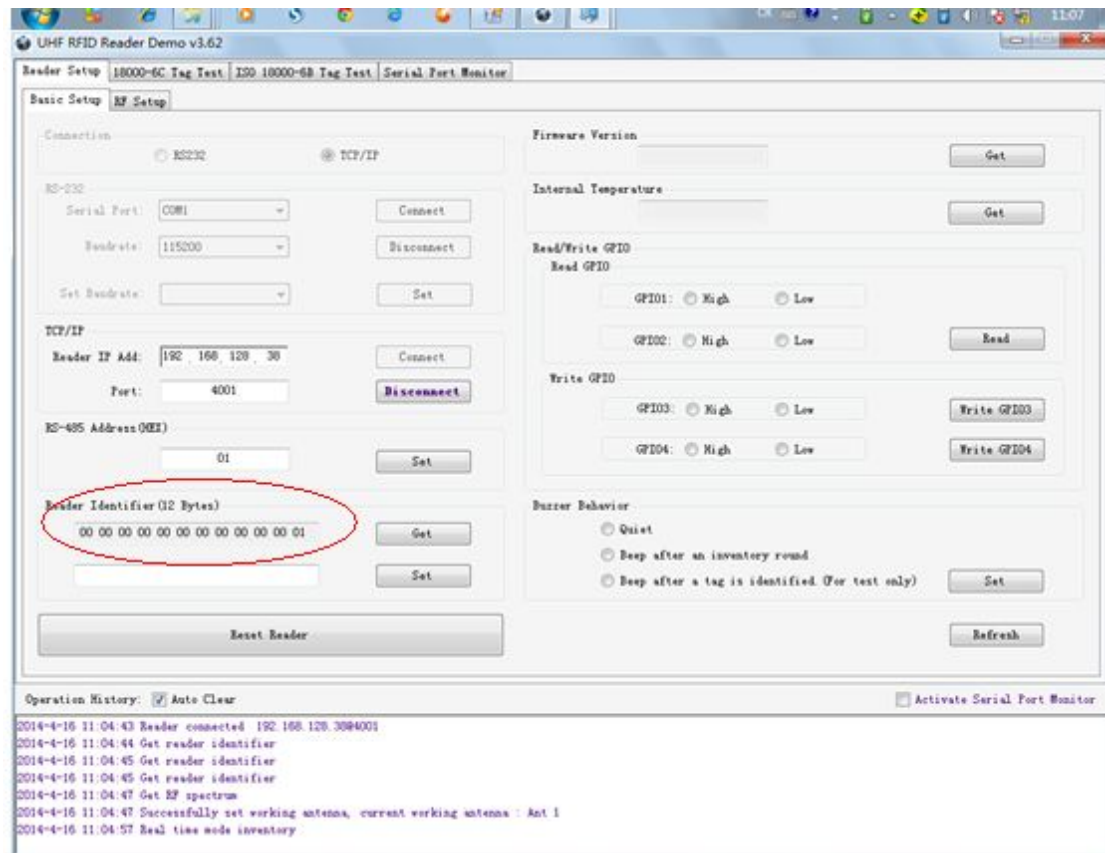 11:07
UHF RFID Reader Demo v3.62
Reader Setup 18000-6C Tag Test ISO 18000-6B Tag Test Serial Port Monitor
Basic Setup RF Setup
Connection
RS232 TCP/IP
RS-232
Serial Port: COM1 Connect
Baudrate: 115200 Disconnect
Set Baudrate: Set
TCP/IP
Reader IP Add: 192 . 168 . 128 . 38 Connect
Port: 4001 Disconnect
RS-485 Address(HEX)
01 Set
Reader Identifier(12 Bytes)
00 00 00 00 00 00 00 00 00 00 00 01 Get
Set
Reset Reader
Firmware Version
Get
Internal Temperature
Get
Read/Write GPIO
Read GPIO
GPIO1: High Low
GPIO2: High Low Read
Write GPIO
GPIO3: High Low Write GPIO3
GPIO4: High Low Write GPIO4
Buzzer Behavior
Quiet
Beep after an inventory round
Beep after a tag is identified.(For test only) Set
Refresh
Operation History: Auto Clear Activate Serial Port Monitor
2014-4-16 11:04:43 Reader connected 192.168.128.38@4001
2014-4-16 11:04:44 Get reader identifier
2014-4-16 11:04:45 Get reader identifier
2014-4-16 11:04:45 Get reader identifier
2014-4-16 11:04:47 Get RF spectrum
2014-4-16 11:04:47 Successfully set working antenna, current working antenna : Ant 1
2014-4-16 11:04:57 Real time mode inventory